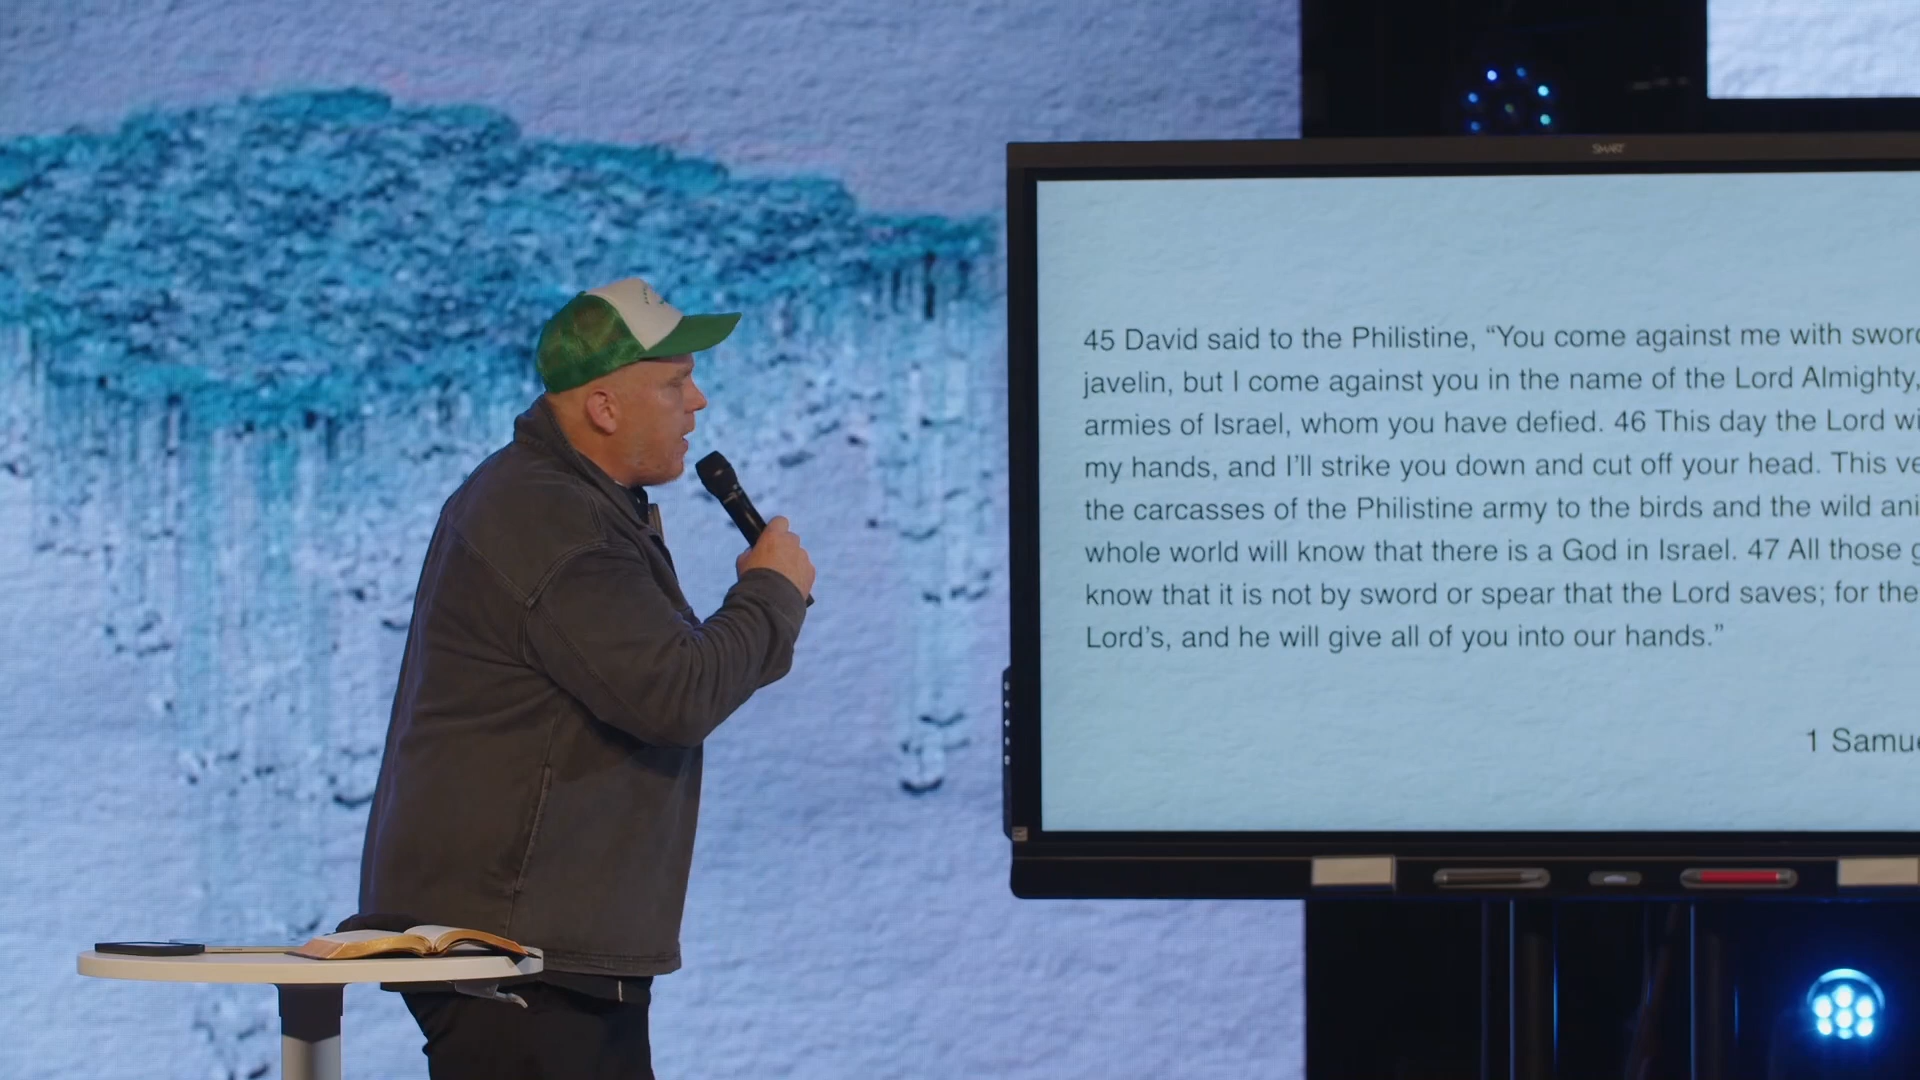 SMART
45 David said to the Philistine, “You come against me with sword
javelin, but I come against you in the name of the Lord Almighty,
armies of Israel, whom you have defied. 46 This day the Lord
my hands, and I’ll strike you down and cut off your head. This
the carcasses of the Philistine army to the birds and the wild
whole world will know that there is a God in Israel. 47 All those
know that it is not by sword or spear that the Lord saves; for the
Lord’s, and he will give all of you into our hands.”
1